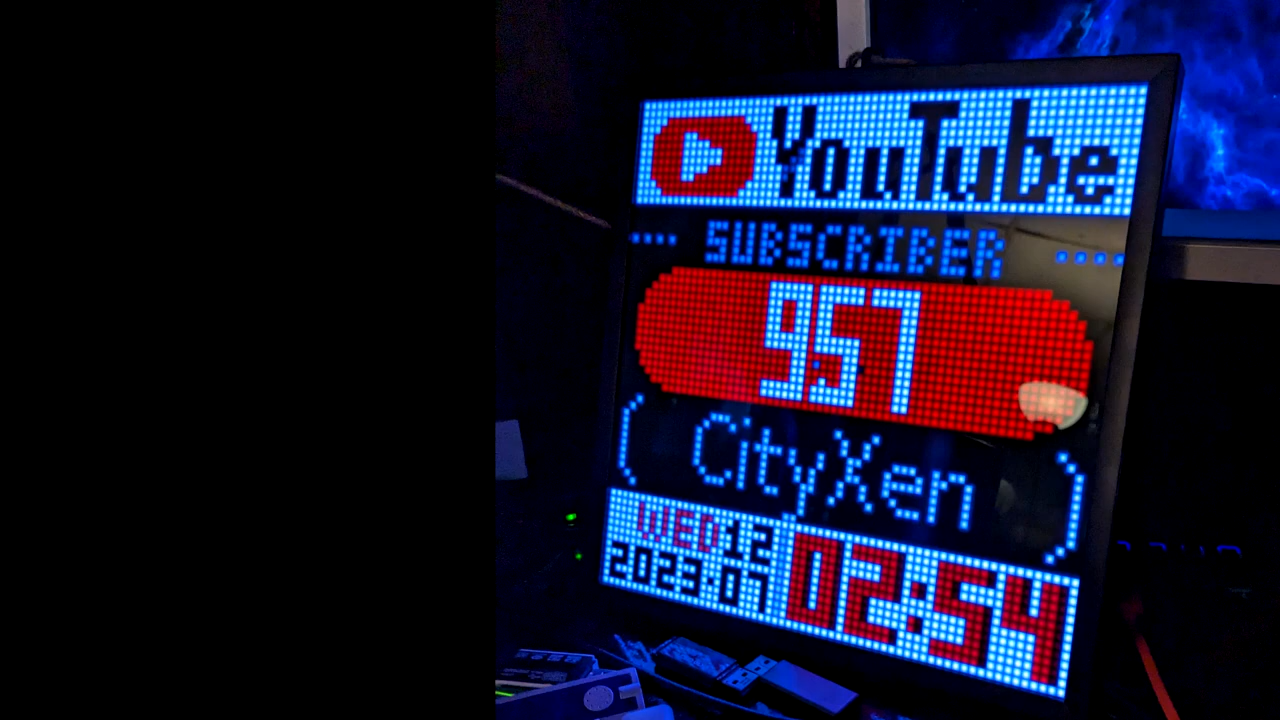 YouTube
SUBSCRIBER
957
( CityXen )
WED 12
2023.07
02:54